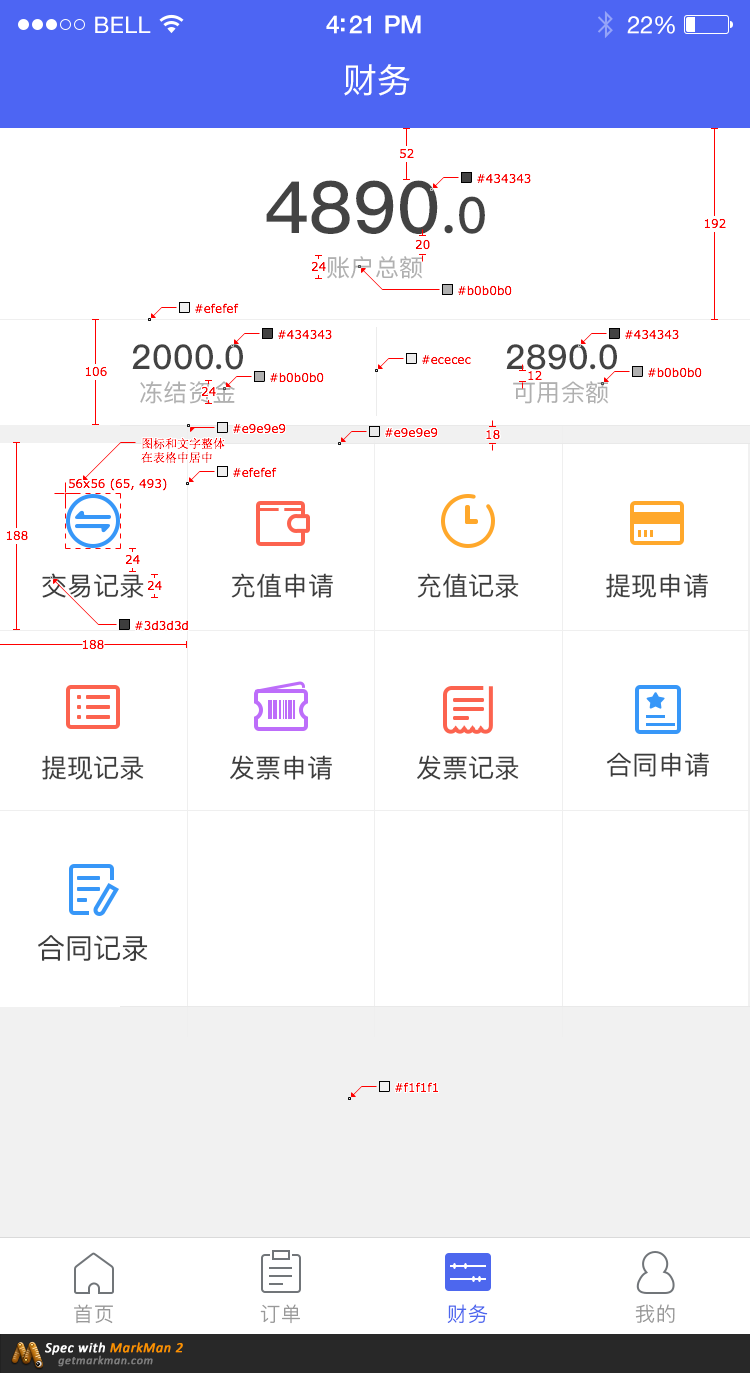 BELL 4:21 PM 22%
财务
52
#434343
192
4890.0
20
24
账户总额
#b0b0b0
#efefef
#434343
#434343
106
2000.0
#ececec
2890.0
#b0b0b0
12
#b0b0b0
冻结资金
24
可用余额
#e9e9e9
#e9e9e9
18
图标和文字整体
在表格中居中
#efefef
56x56 (65, 493)
188
24
24
交易记录
充值申请
充值记录
提现申请
#3d3d3d
188
提现记录
发票申请
发票记录
合同申请
合同记录
#f1f1f1
首页
订单
财务
我的
Spec with MarkMan 2
getmarkman.com